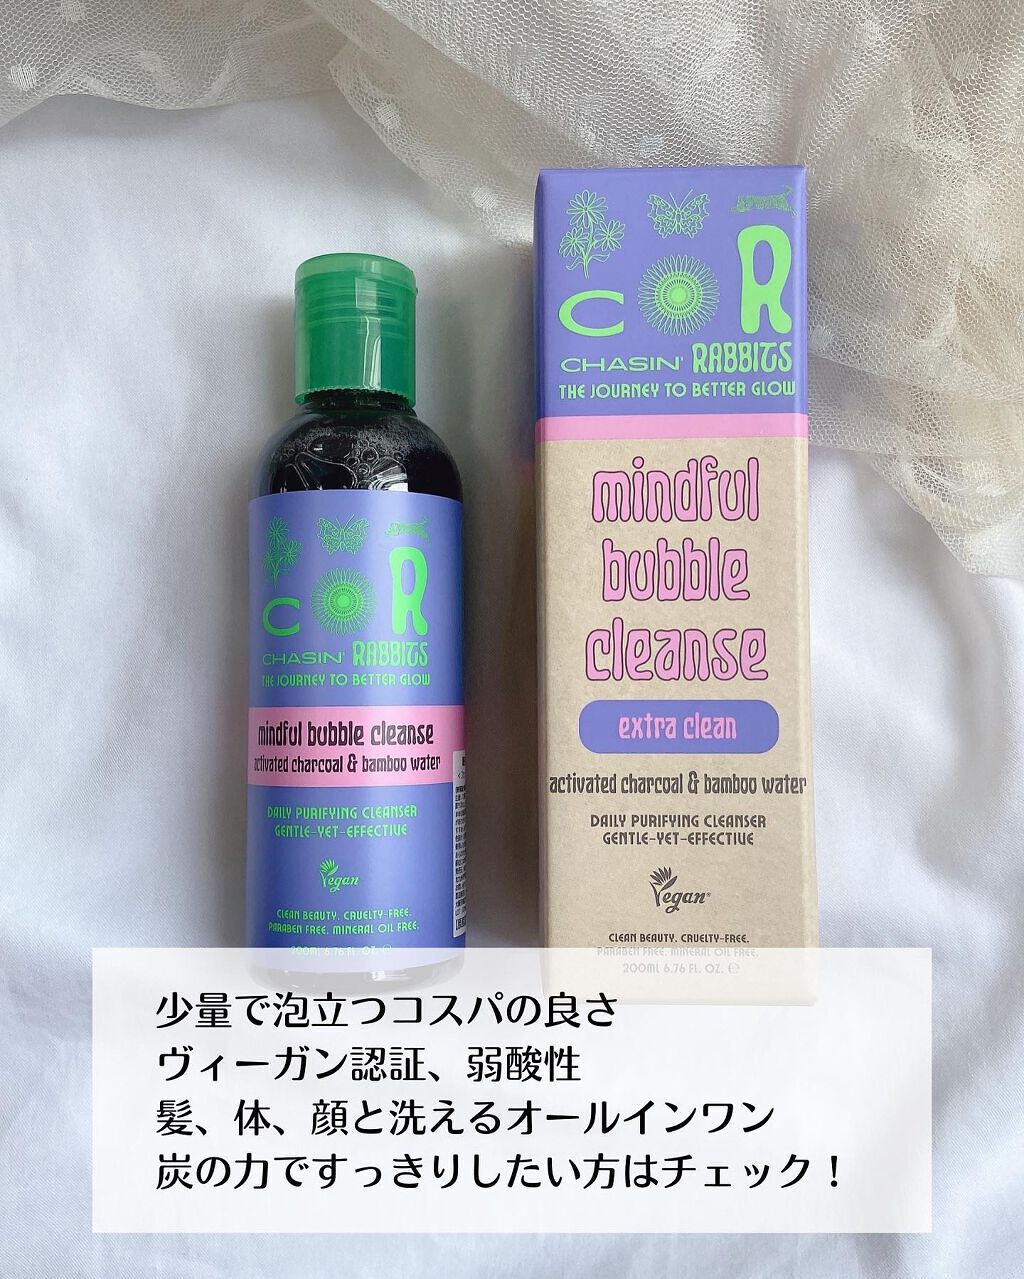 C O R
CHASIN' RABBITS
THE JOURNEY TO BETTER GLOW
mindful bubble cleanse
activated charcoal & bamboo water
DAILY PURIFYING CLEANSER
GENTLE-YET-EFFECTIVE
Vegan
CLEAN BEAUTY. CRUELTY-FREE.
PARABEN FREE. MINERAL OIL FREE.
200ml 6.76 FL. OZ. ℮
C O R
CHASIN' RABBITS
THE JOURNEY TO BETTER GLOW
mindful
bubble
cleanse
extra clean
activated charcoal & bamboo water
DAILY PURIFYING CLEANSER
GENTLE-YET-EFFECTIVE
Vegan
CLEAN BEAUTY. CRUELTY-FREE.
PARABEN FREE. MINERAL OIL FREE.
200ml 6.76 FL. OZ. ℮
少量で泡立つコスパの良さ
ヴィーガン認証、弱酸性
髪、体、顔と洗えるオールインワン
炭の力ですっきりしたい方はチェック！